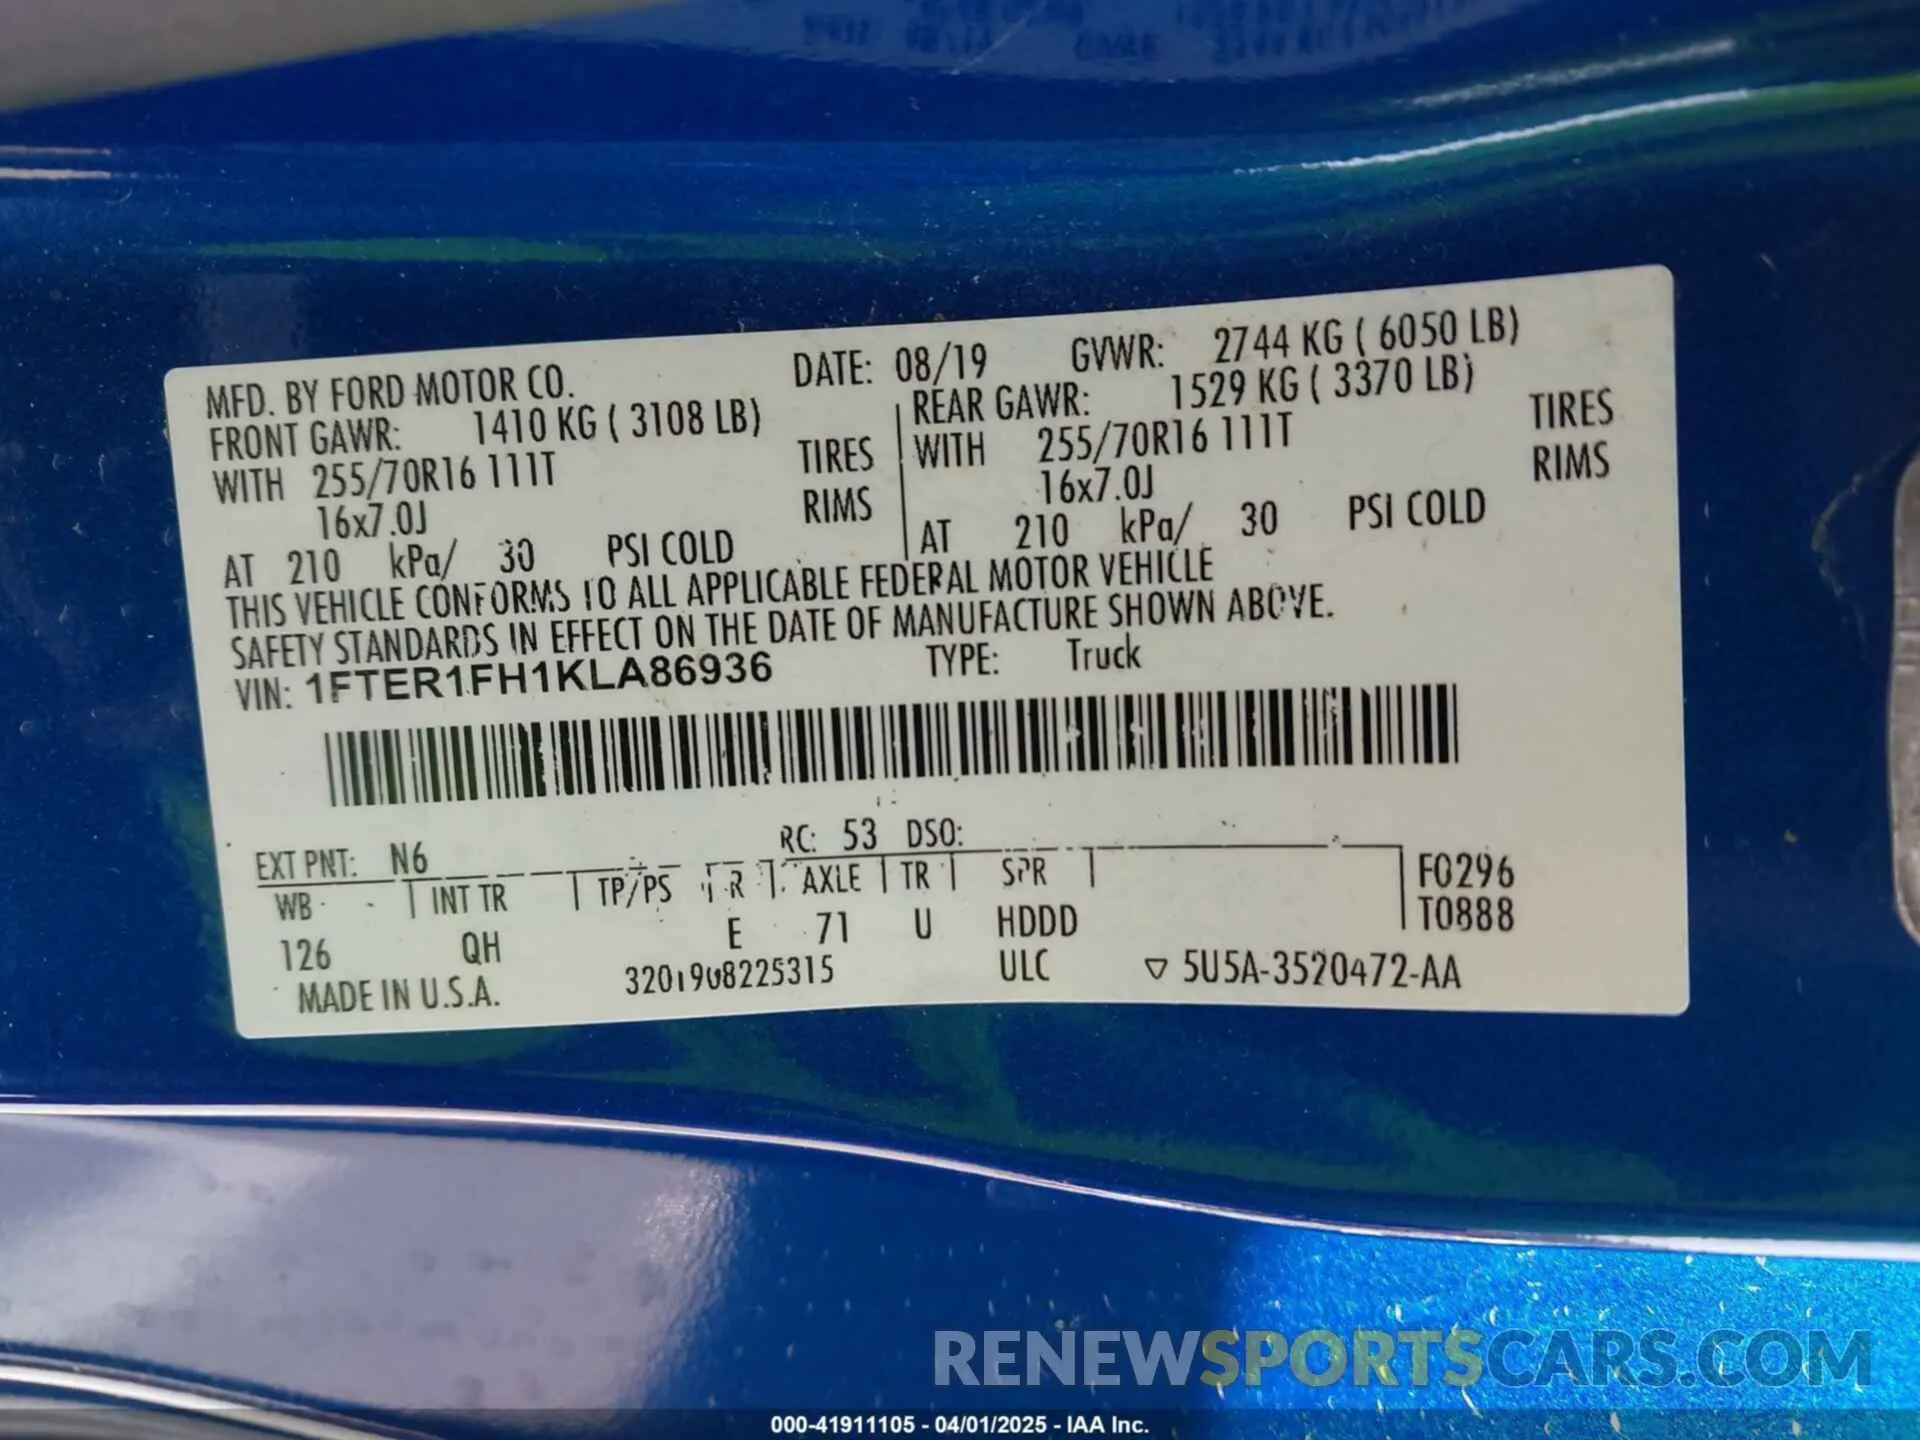 MFD. BY FORD MOTOR CO. DATE: 08/19 GVWR: 2744 KG ( 6050 LB)
FRONT GAWR: 1410 KG ( 3108 LB) REAR GAWR: 1529 KG ( 3370 LB)
WITH 255/70R16 111T TIRES WITH 255/70R16 111T TIRES
16x7.0J RIMS 16x7.0J RIMS
AT 210 kPa/ 30 PSI COLD AT 210 kPa/ 30 PSI COLD
THIS VEHICLE CONFORMS TO ALL APPLICABLE FEDERAL MOTOR VEHICLE
SAFETY STANDARDS IN EFFECT ON THE DATE OF MANUFACTURE SHOWN ABOVE.
VIN: 1FTER1FH1KLA86936 TYPE: Truck
EXT PNT: N6 RC: 53 DSO:
WB INT TR TP/PS R AXLE TR SPR F0296
126 QH E 71 U HDDD T0888
MADE IN U.S.A. 3201908225315 ULC ▽ 5U5A-3520472-AA
RENEWSPORTSCARS.COM
000-41911105 - 04/01/2025 - IAA Inc.